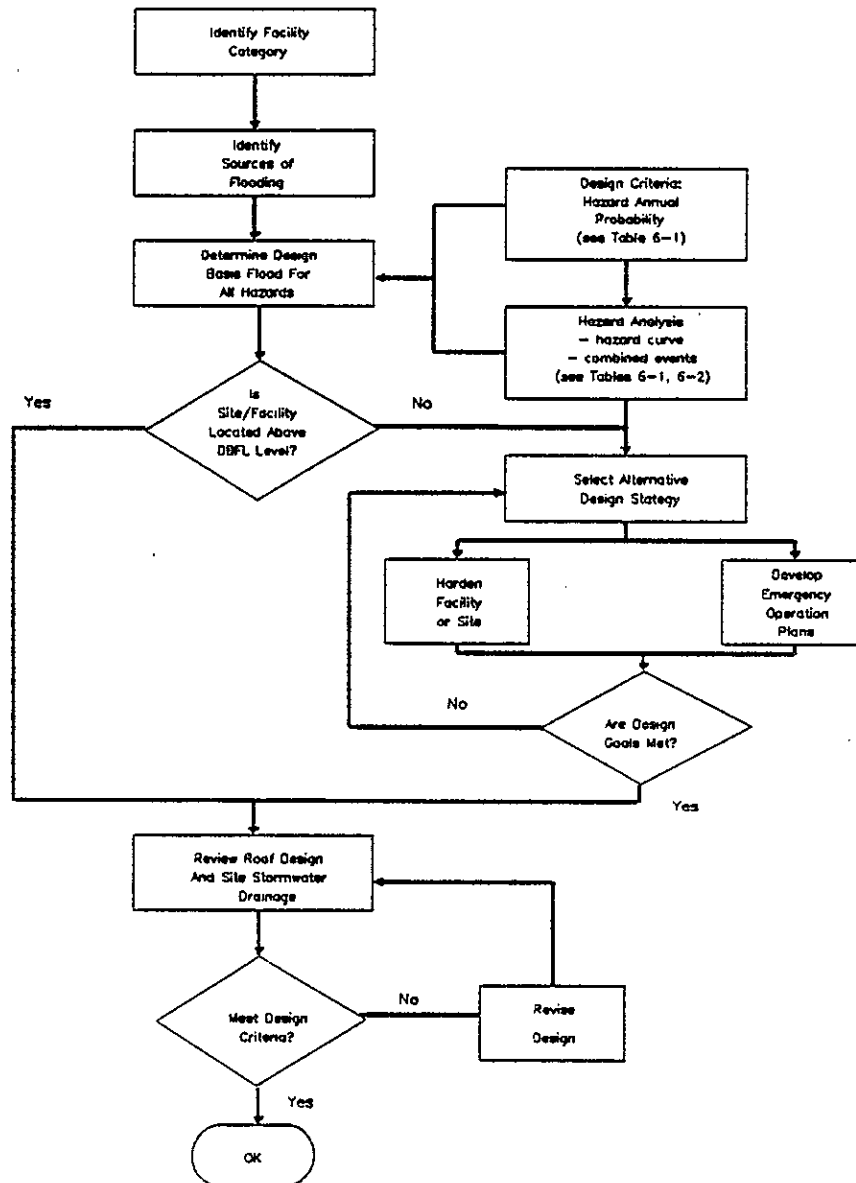 Identify Facility
Category
Identify
Sources of
Flooding
Design Criteria:
Hazard Annual
Probability
(see Table 6-1)
Determine Design
Basis Flood For
All Hazards
Hazard Analysis
- hazard curve
- combined events
(see Tables 6-1, 6-2)
Yes
Is
Site/Facility
Located Above
DBFL Level?
No
Select Alternative
Design Stategy
Harden
Facility
or Site
Develop
Emergency
Operation
Plans
No
Are Design
Goals Met?
Yes
Review Roof Design
And Site Stormwater
Drainage
Meet Design
Criteria?
No
Revise
Design
Yes
OK